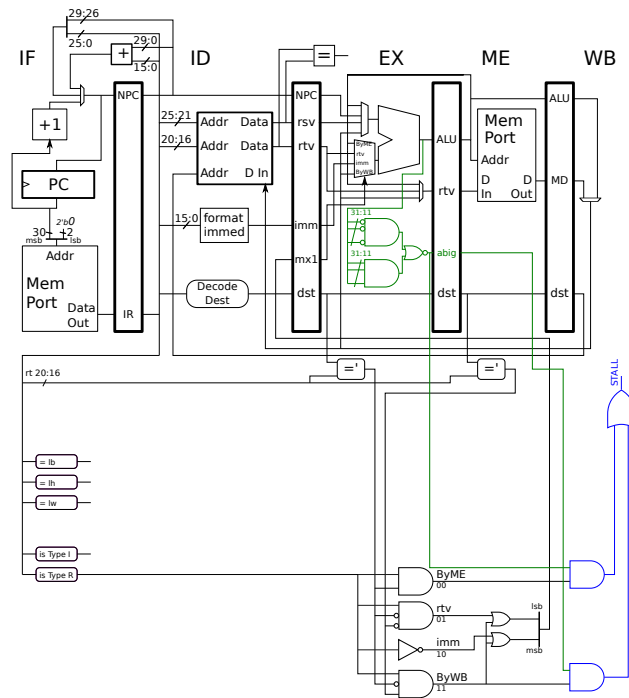 29:26
25:0
29:0
15:0
IF
ID
EX
ME
WB
+
=
+1
NPC
NPC
ALU
25:21
20:16
Addr
Data
Addr
Data
Addr
D In
rsv
rtv
ByME
rtv
imm
ByWB
ALU
Mem
Port
Addr
D
In
D
Out
MD
PC
rtv
2'b0
30
2
msb
lsb
15:0
format
immed
imm
31:11
31:11
abig
Addr
Mem
Port
Data
Out
mx1
IR
Decode
Dest
dst
dst
dst
rt 20:16
='
='
STALL
= lb
= lh
= lw
is Type I
is Type R
ByME
00
rtv
01
lsb
imm
10
msb
ByWB
11